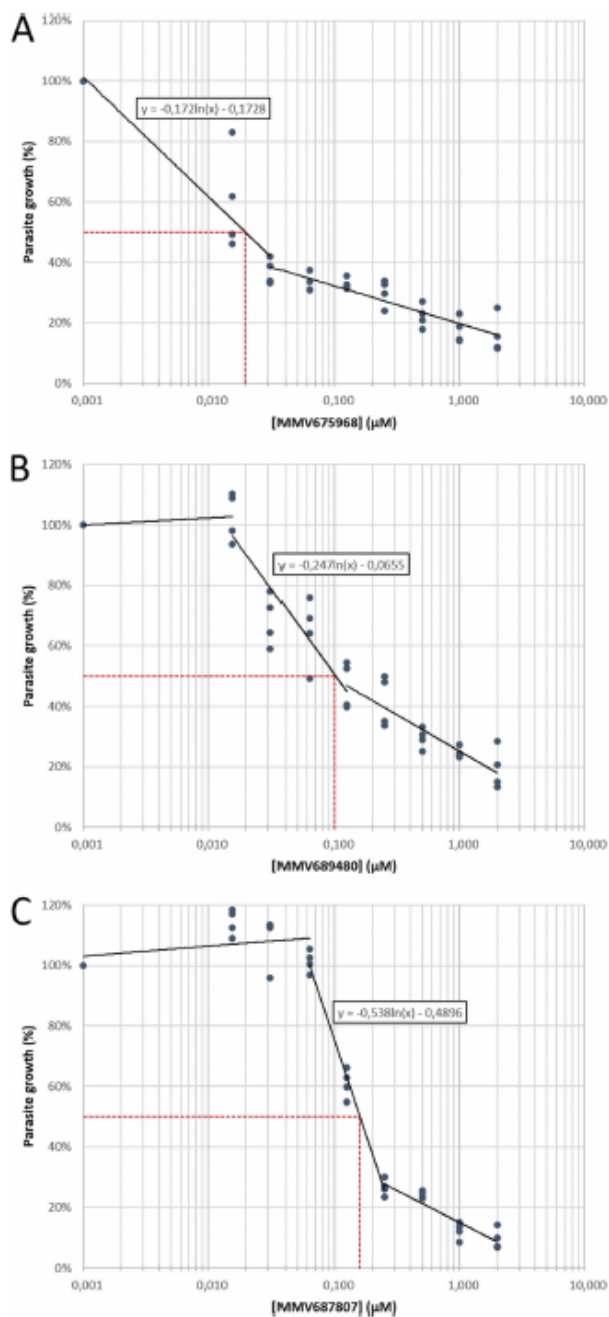 A
120%
100%
80%
60%
40%
20%
0%
Parasite growth (%)
y = -0,172ln(x) - 0,1728
0,001 0,010 0,100 1,000 10,000
[MMV675968] (µM)
B
120%
100%
80%
60%
40%
20%
0%
Parasite growth (%)
y = -0,247ln(x) - 0,0655
0,001 0,010 0,100 1,000 10,000
[MMV689480] (µM)
C
120%
100%
80%
60%
40%
20%
0%
Parasite growth (%)
y = -0,538ln(x) - 0,4896
0,001 0,010 0,100 1,000 10,000
[MMV687807] (µM)